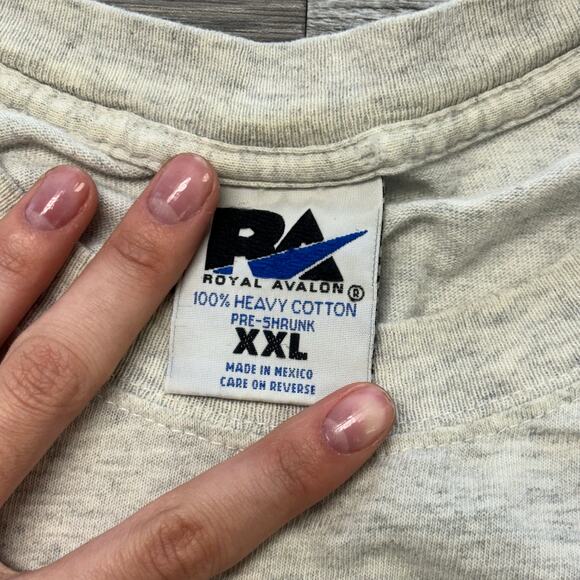 RA
ROYAL AVALON®
100% HEAVY COTTON
PRE-SHRUNK
XXL
MADE IN MEXICO
CARE ON REVERSE